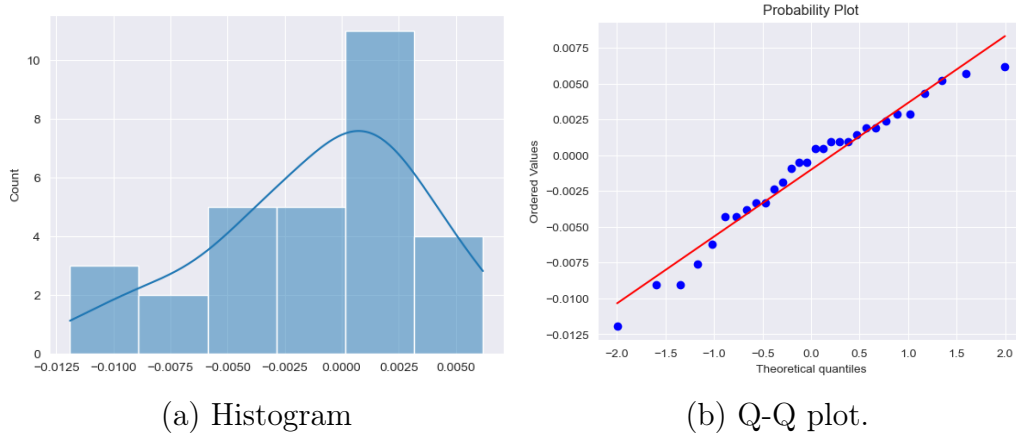 10
8
6
4
2
0
Count
−0.0125 −0.0100 −0.0075 −0.0050 −0.0025 0.0000 0.0025 0.0050
(a) Histogram
Probability Plot
0.0075
0.0050
0.0025
0.0000
−0.0025
−0.0050
−0.0075
−0.0100
−0.0125
Ordered Values
−2.0 −1.5 −1.0 −0.5 0.0 0.5 1.0 1.5 2.0
Theoretical quantiles
(b) Q-Q plot.